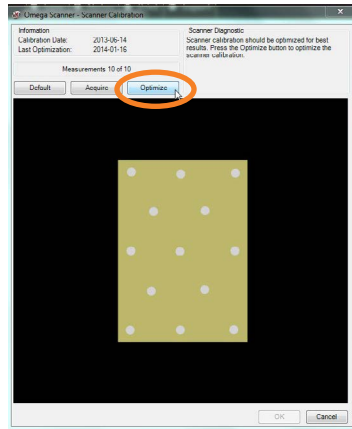 Omega Scanner - Scanner Calibration
Information
Calibration Date: 2013-06-14
Last Optimization: 2014-01-16
Measurements 10 of 10
Scanner Diagnostic
Scanner calibration should be optimized for best
results. Press the Optimize button to optimize the
scanner calibration.
Default Acquire Optimize
OK Cancel